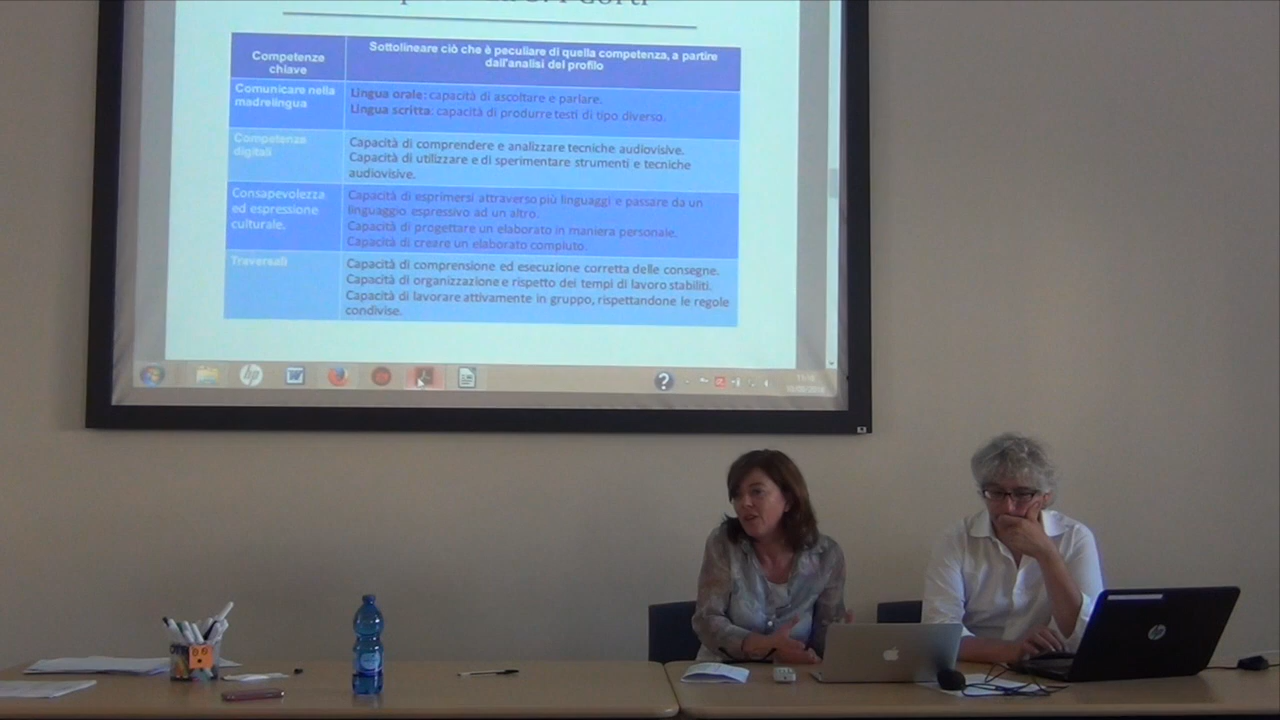 Competenze
chiave
Sottolineare ciò che è peculiare di quella competenza, a partire
dall'analisi del profilo
Comunicare nella
madrelingua
Lingua orale: capacità di ascoltare e parlare.
Lingua scritta: capacità di produrre testi di tipo diverso.
Competenze
digitali
Capacità di comprendere e analizzare tecniche audiovisive.
Capacità di utilizzare e di sperimentare strumenti e tecniche
audiovisive.
Consapevolezza
ed espressione
culturale.
Capacità di esprimersi attraverso più linguaggi e passare da un
linguaggio espressivo ad un altro.
Capacità di progettare un elaborato in maniera personale.
Capacità di creare un elaborato compiuto.
Traversali
Capacità di comprensione ed esecuzione corretta delle consegne.
Capacità di organizzazione e rispetto dei tempi di lavoro stabiliti.
Capacità di lavorare attivamente in gruppo, rispettandone le regole
condivise.
hp
W
?
hp